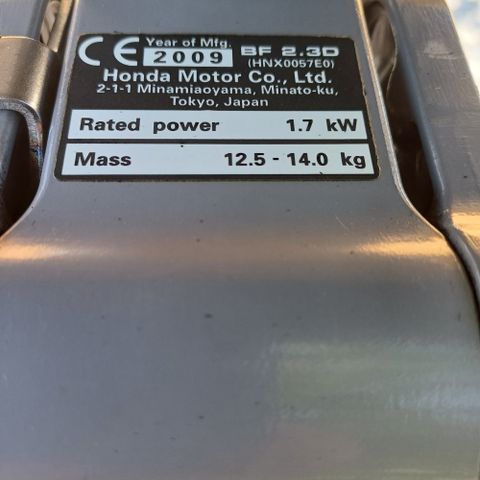 CE Year of Mfg. BF 2.3D
2009 (HNX0057E0)
Honda Motor Co., Ltd.
2-1-1 Minamiaoyama, Minato-ku,
Tokyo, Japan
Rated power 1.7 kW
Mass 12.5 - 14.0 kg